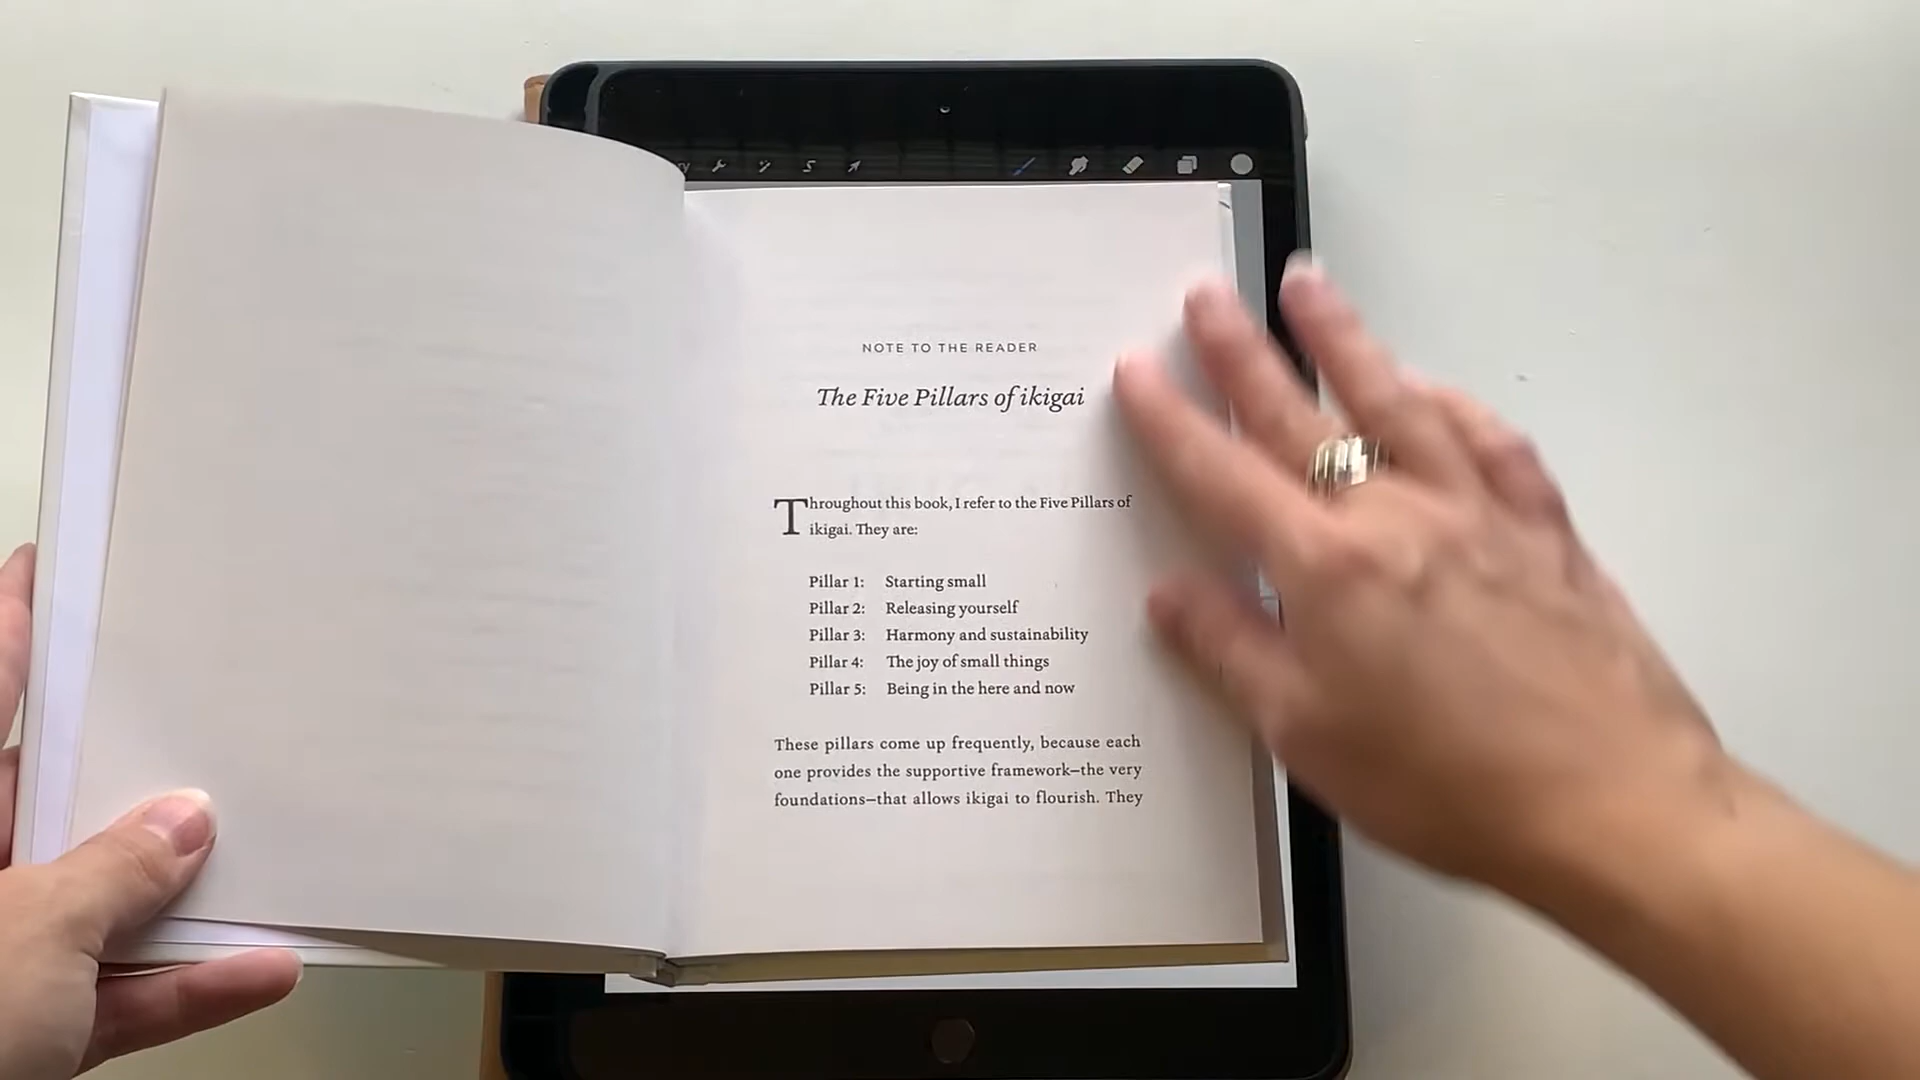 NOTE TO THE READER
The Five Pillars of ikigai
Throughout this book, I refer to the Five Pillars of
ikigai. They are:
Pillar 1: Starting small
Pillar 2: Releasing yourself
Pillar 3: Harmony and sustainability
Pillar 4: The joy of small things
Pillar 5: Being in the here and now
These pillars come up frequently, because each
one provides the supportive framework–the very
foundations–that allows ikigai to flourish. They